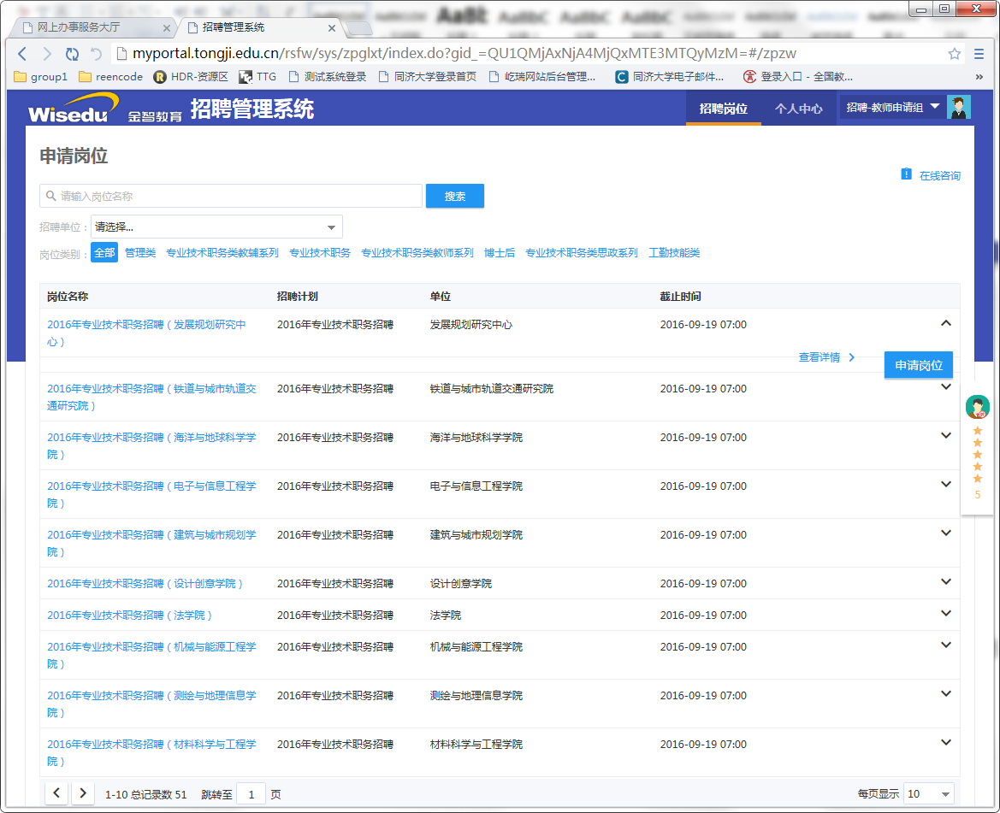 网上办事服务大厅
招聘管理系统
myportal.tongji.edu.cn/rsfw/sys/zpglxt/index.do?gid_=QU1QMjAxNjA4MjQxMTE3MTQyMzM=#/zpzw
group1 reencode HDR-资源区 TTG 测试系统登录 同济大学登录首页 屹瑞网站后台管理... 同济大学电子邮件... 登录入口 - 全国教... »
Wisedu 金智教育 招聘管理系统 招聘岗位 个人中心 招聘-教师申请组
申请岗位
在线咨询
请输入岗位名称 搜索
招聘单位： 请选择...
岗位类别： 全部 管理类 专业技术职务类教辅系列 专业技术职务 专业技术职务类教师系列 博士后 专业技术职务类思政系列 工勤技能类
岗位名称 招聘计划 单位 截止时间
2016年专业技术职务招聘（发展规划研究中 2016年专业技术职务招聘 发展规划研究中心 2016-09-19 07:00
心）
查看详情 申请岗位
2016年专业技术职务招聘（铁道与城市轨道交 2016年专业技术职务招聘 铁道与城市轨道交通研究院 2016-09-19 07:00
通研究院）
2016年专业技术职务招聘（海洋与地球科学学 2016年专业技术职务招聘 海洋与地球科学学院 2016-09-19 07:00
院）
2016年专业技术职务招聘（电子与信息工程学 2016年专业技术职务招聘 电子与信息工程学院 2016-09-19 07:00
院）
5
2016年专业技术职务招聘（建筑与城市规划学 2016年专业技术职务招聘 建筑与城市规划学院 2016-09-19 07:00
院）
2016年专业技术职务招聘（设计创意学院） 2016年专业技术职务招聘 设计创意学院 2016-09-19 07:00
2016年专业技术职务招聘（法学院） 2016年专业技术职务招聘 法学院 2016-09-19 07:00
2016年专业技术职务招聘（机械与能源工程学 2016年专业技术职务招聘 机械与能源工程学院 2016-09-19 07:00
院）
2016年专业技术职务招聘（测绘与地理信息学 2016年专业技术职务招聘 测绘与地理信息学院 2016-09-19 07:00
院）
2016年专业技术职务招聘（材料科学与工程学 2016年专业技术职务招聘 材料科学与工程学院 2016-09-19 07:00
院）
1-10 总记录数 51 跳转至 1 页 每页显示 10